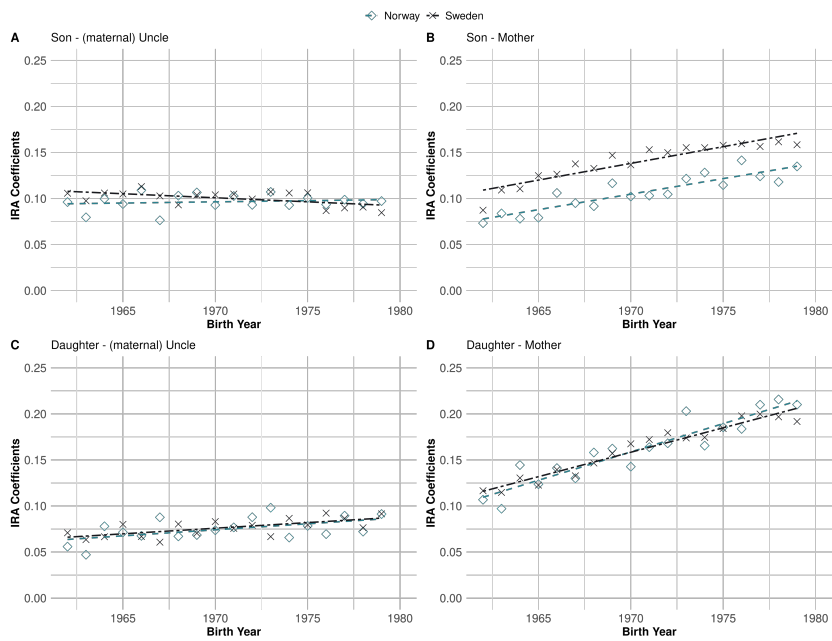 Norway Sweden
A Son - (maternal) Uncle
0.25
0.20
0.15
0.10
0.05
0.00
IRA Coefficients
1965 1970 1975 1980
Birth Year
B Son - Mother
0.25
0.20
0.15
0.10
0.05
0.00
IRA Coefficients
1965 1970 1975 1980
Birth Year
C Daughter - (maternal) Uncle
0.25
0.20
0.15
0.10
0.05
0.00
IRA Coefficients
1965 1970 1975 1980
Birth Year
D Daughter - Mother
0.25
0.20
0.15
0.10
0.05
0.00
IRA Coefficients
1965 1970 1975 1980
Birth Year